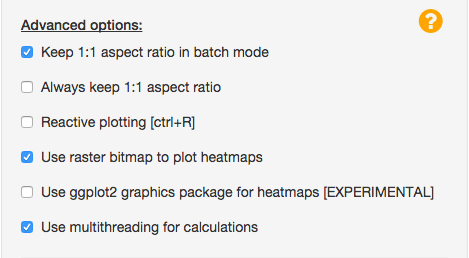 Advanced options:
?
Keep 1:1 aspect ratio in batch mode
Always keep 1:1 aspect ratio
Reactive plotting [ctrl+R]
Use raster bitmap to plot heatmaps
Use ggplot2 graphics package for heatmaps [EXPERIMENTAL]
Use multithreading for calculations